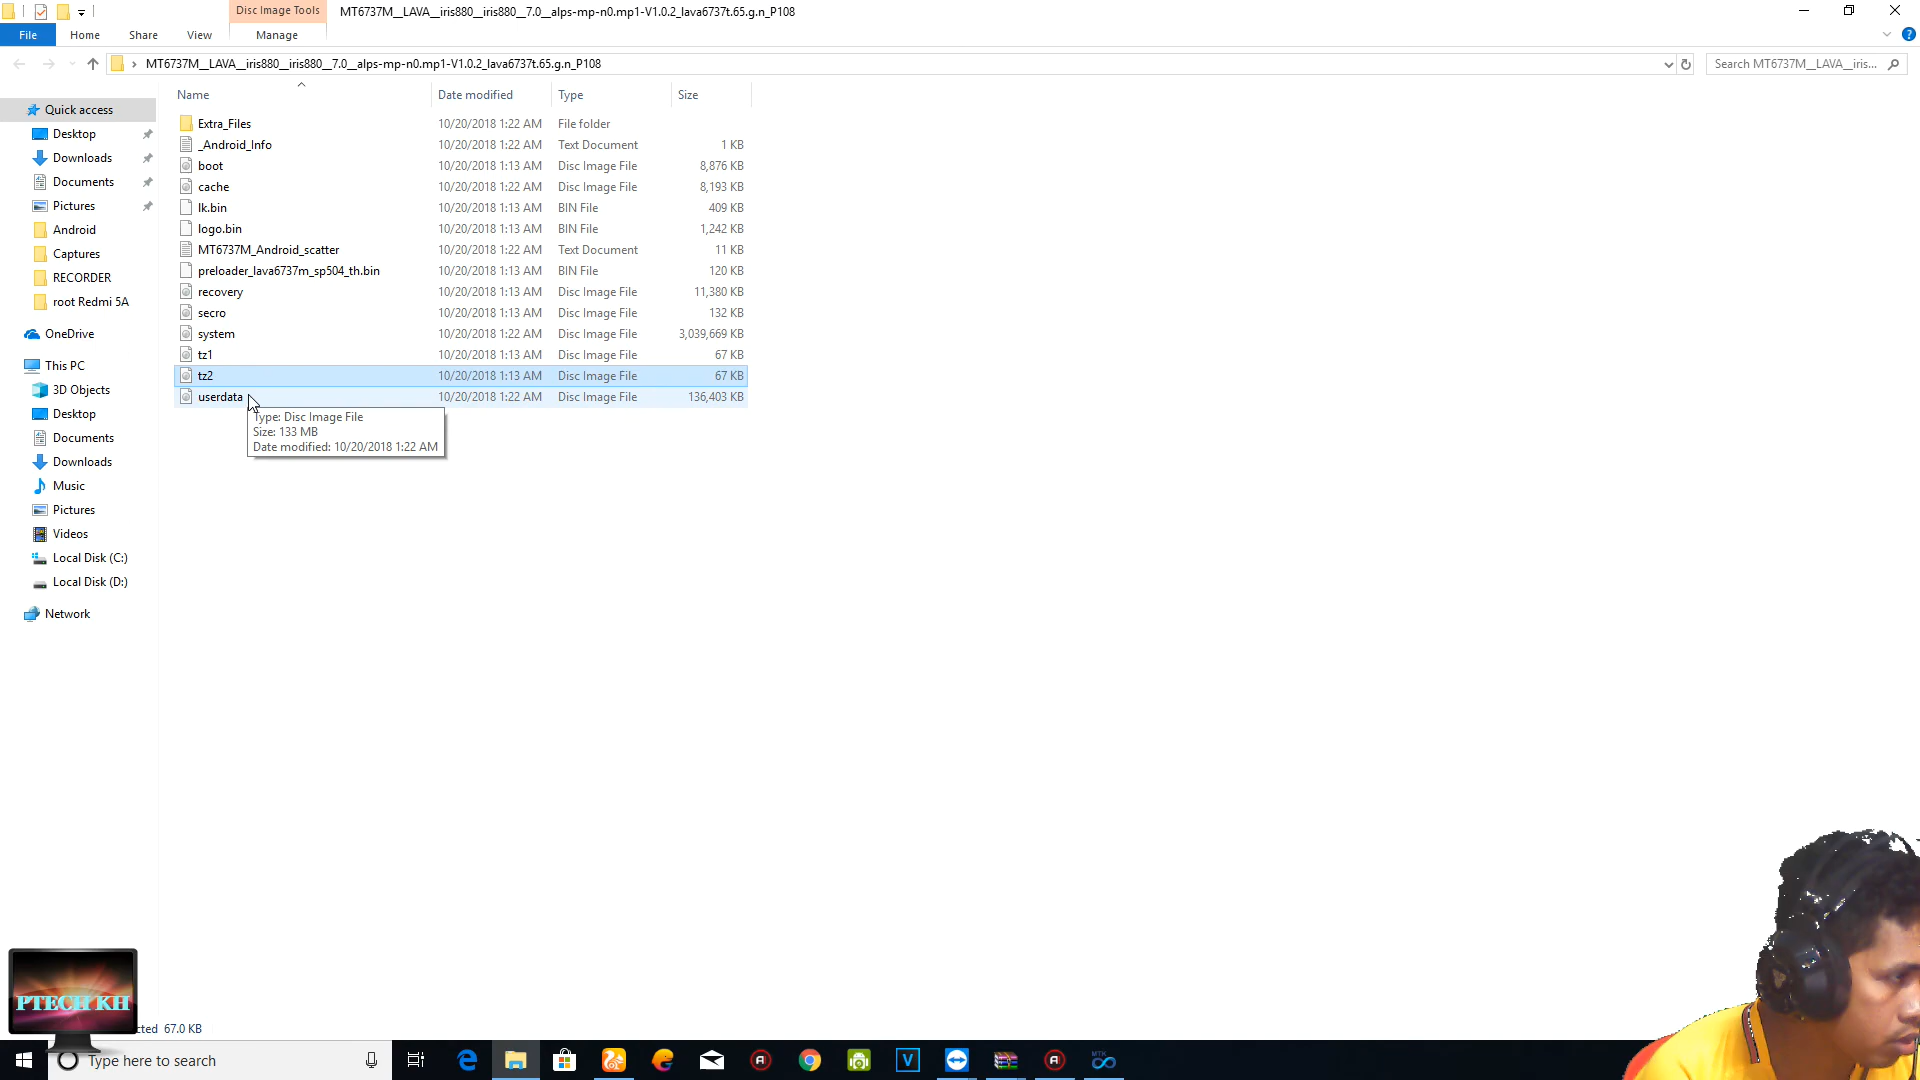 Disc Image Tools
MT6737M__LAVA__iris880__iris880__7.0__alps-mp-n0.mp1-V1.0.2_lava6737t.65.g.n_P108
File Home Share View Manage
MT6737M__LAVA__iris880__iris880__7.0__alps-mp-n0.mp1-V1.0.2_lava6737t.65.g.n_P108
Search MT6737M__LAVA__iris...
Quick access
Desktop
Downloads
Documents
Pictures
Android
Captures
RECORDER
root Redmi 5A
OneDrive
This PC
3D Objects
Desktop
Documents
Downloads
Music
Pictures
Videos
Local Disk (C:)
Local Disk (D:)
Network
Name Date modified Type Size
Extra_Files 10/20/2018 1:22 AM File folder
_Android_Info 10/20/2018 1:22 AM Text Document 1 KB
boot 10/20/2018 1:13 AM Disc Image File 8,876 KB
cache 10/20/2018 1:22 AM Disc Image File 8,193 KB
lk.bin 10/20/2018 1:13 AM BIN File 409 KB
logo.bin 10/20/2018 1:13 AM BIN File 1,242 KB
MT6737M_Android_scatter 10/20/2018 1:22 AM Text Document 11 KB
preloader_lava6737m_sp504_th.bin 10/20/2018 1:13 AM BIN File 120 KB
recovery 10/20/2018 1:13 AM Disc Image File 11,380 KB
secro 10/20/2018 1:13 AM Disc Image File 132 KB
system 10/20/2018 1:22 AM Disc Image File 3,039,669 KB
tz1 10/20/2018 1:13 AM Disc Image File 67 KB
tz2 10/20/2018 1:13 AM Disc Image File 67 KB
userdata 10/20/2018 1:22 AM Disc Image File 136,403 KB
Type: Disc Image File
Size: 133 MB
Date modified: 10/20/2018 1:22 AM
PTECH KH
cted 67.0 KB
Type here to search
MTK